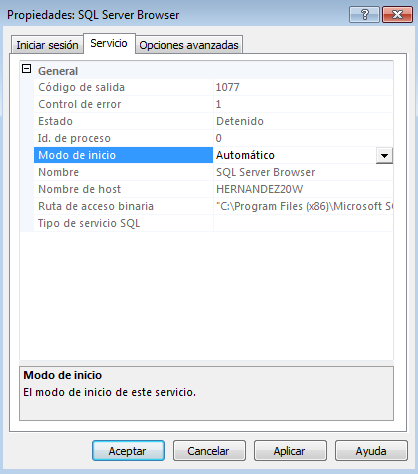 Propiedades: SQL Server Browser
Iniciar sesión Servicio Opciones avanzadas
General
Código de salida 1077
Control de error 1
Estado Detenido
Id. de proceso 0
Modo de inicio Automático
Nombre SQL Server Browser
Nombre de host HERNANDEZ20W
Ruta de acceso binaria "C:\Program Files (x86)\Microsoft SQ
Tipo de servicio SQL
Modo de inicio
El modo de inicio de este servicio.
Aceptar Cancelar Aplicar Ayuda